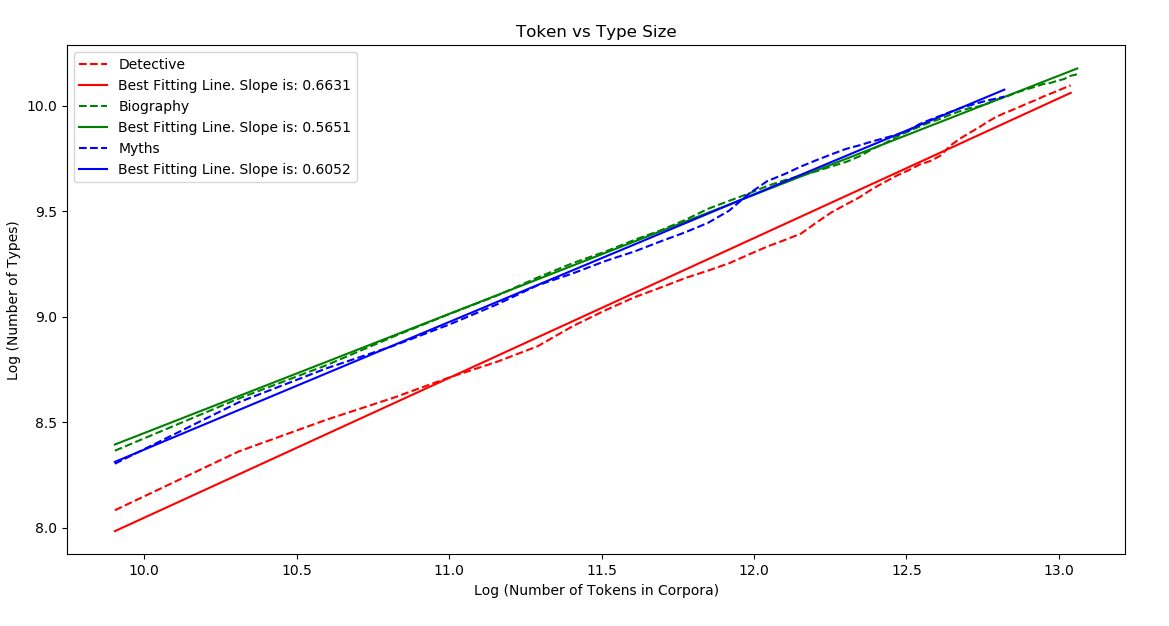 Token vs Type Size
Detective
Best Fitting Line. Slope is: 0.6631
Biography
Best Fitting Line. Slope is: 0.5651
Myths
Best Fitting Line. Slope is: 0.6052
Log (Number of Types)
10.0
9.5
9.0
8.5
8.0
10.0 10.5 11.0 11.5 12.0 12.5 13.0
Log (Number of Tokens in Corpora)